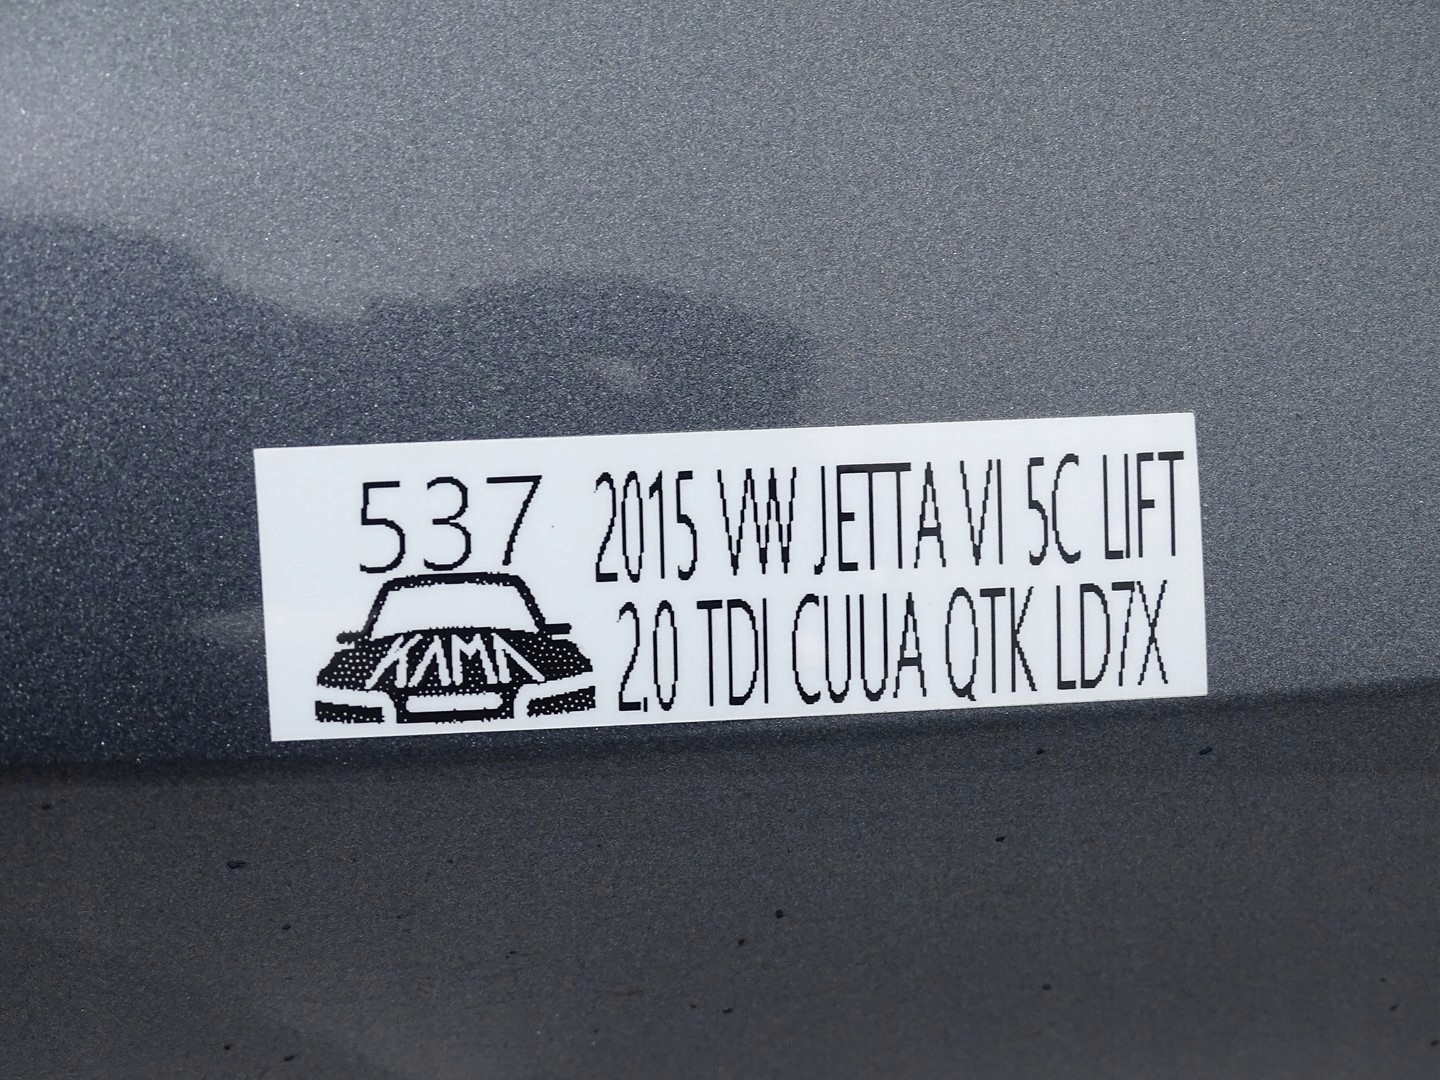 537
KAMA
2015 VW JETTA VI 5C LIFT
2.0 TDI CUUA QTK LD7X